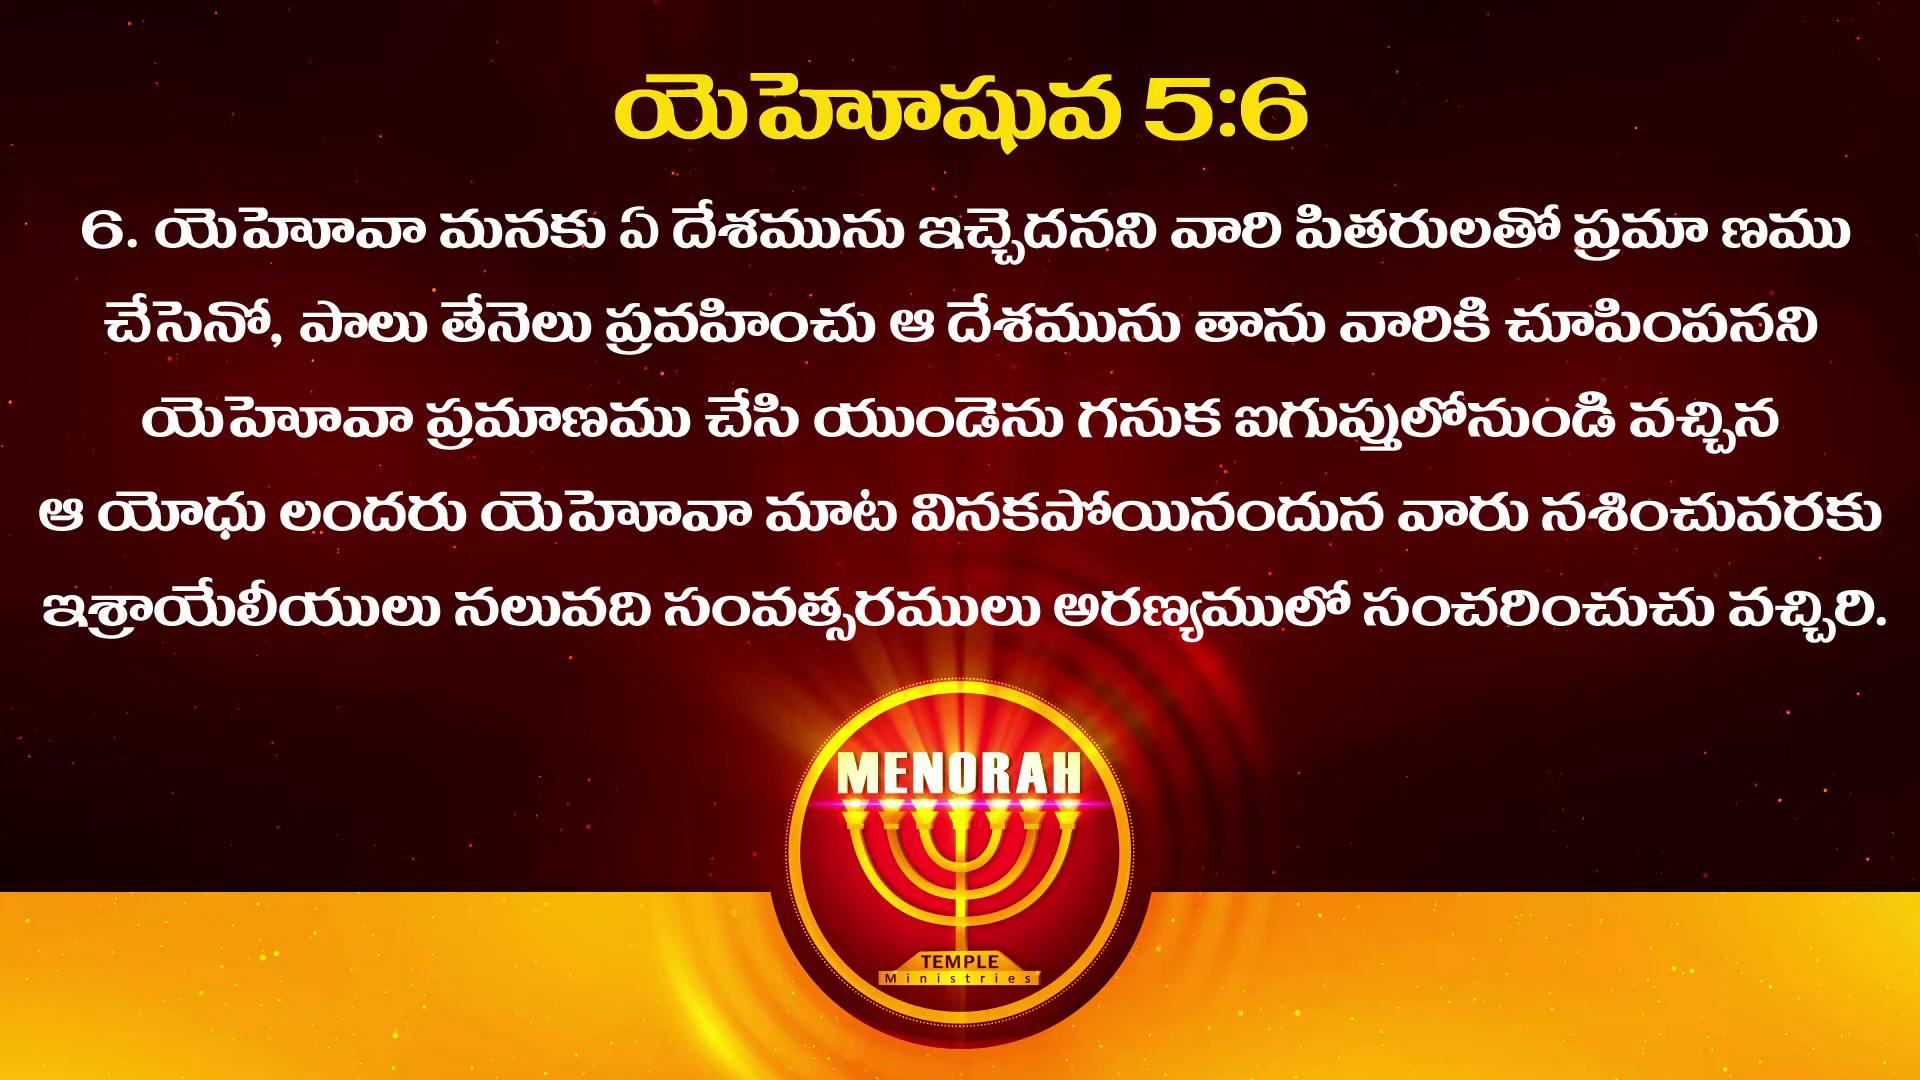 యెహెూషువ 5:6
6. యెహెూవా మనకు ఏ దేశమును ఇచ్చెదనని వారి పితరులతో ప్రమా ణము
చేసెనో, పాలు తేనెలు ప్రవహించు ఆ దేశమును తాను వారికి చూపింపనని
యెహెూవా ప్రమాణము చేసి యుండెను గనుక ఐగుప్తులోనుండి వచ్చిన
ఆ యోధు లందరు యెహెూవా మాట వినకపోయినందున వారు నశించువరకు
ఇశ్రాయేలీయులు నలువది సంవత్సరములు అరణ్యములో సంచరించుచు వచ్చిరి.
MENORAH
TEMPLE
Ministries